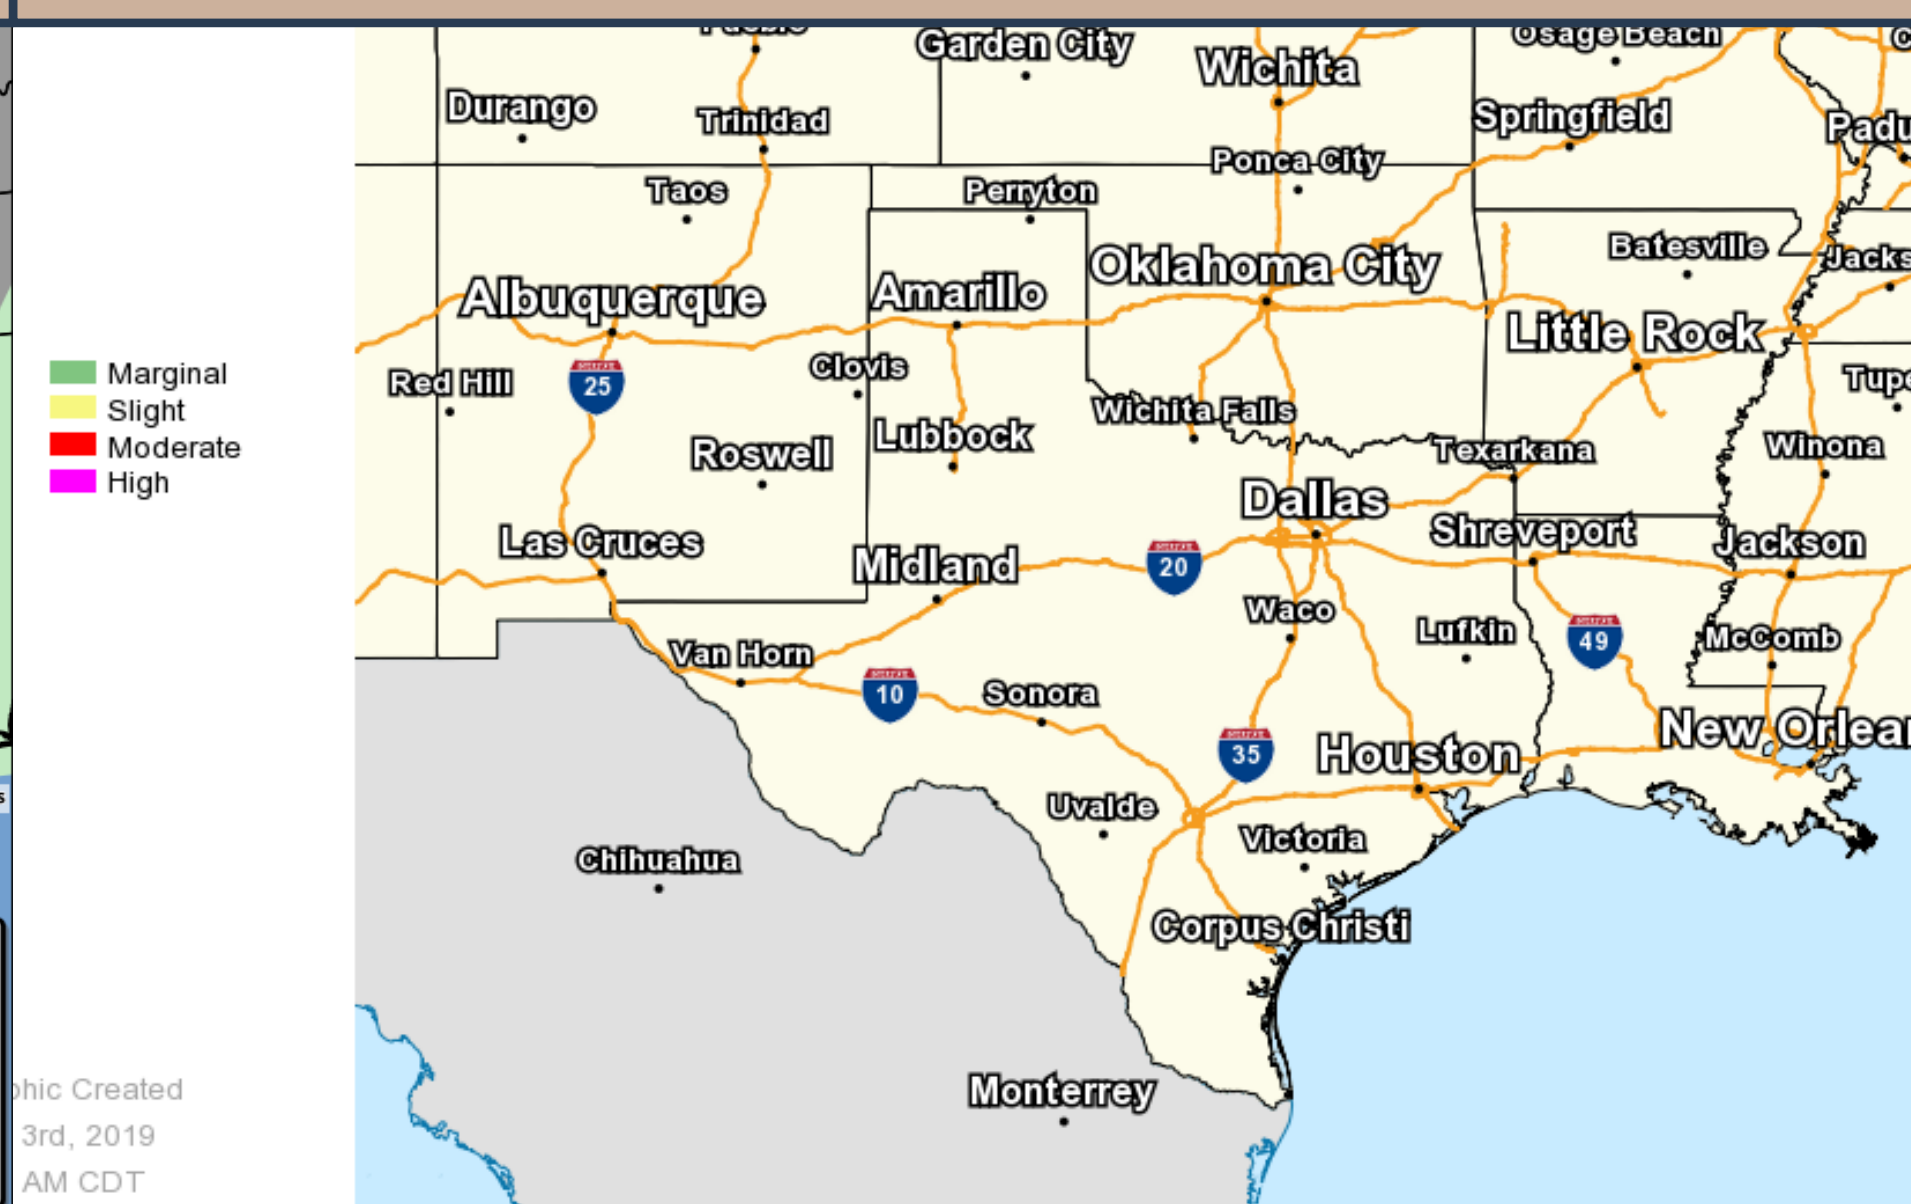 Marginal
Slight
Moderate
High
Created
3rd, 2019
AM CDT
Garden City
Wichita
Osage Beach
Durango
Trinidad
Springfield
Ponca City
Taos
Perryton
Batesville
Oklahoma City
Albuquerque
Amarillo
Little Rock
Red Hill
25
Clovis
Wichita Falls
Roswell
Lubbock
Texarkana
Winona
Dallas
Las Cruces
Midland
20
Shreveport
Jackson
Waco
Lufkin
49
McComb
Van Horn
10
Sonora
35
Houston
New Orlean
Uvalde
Victoria
Chihuahua
Corpus Christi
Monterrey